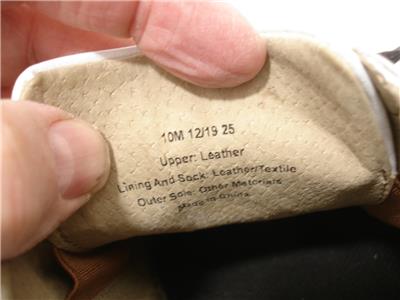 10M 12/19 25
Upper: Leather
Lining And Sock: Leather/Textile
Outer Sole: Other Materials
Made in China